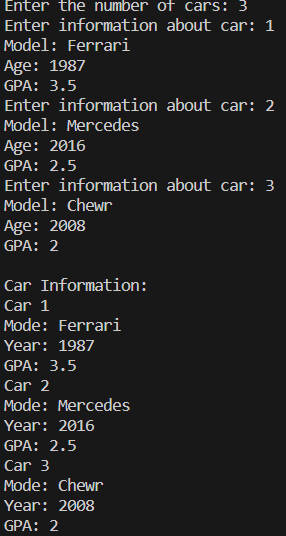 Enter the number of cars: 3
Enter information about car: 1
Model: Ferrari
Age: 1987
GPA: 3.5
Enter information about car: 2
Model: Mercedes
Age: 2016
GPA: 2.5
Enter information about car: 3
Model: Chewr
Age: 2008
GPA: 2

Car Information:
Car 1
Mode: Ferrari
Year: 1987
GPA: 3.5
Car 2
Mode: Mercedes
Year: 2016
GPA: 2.5
Car 3
Mode: Chewr
Year: 2008
GPA: 2